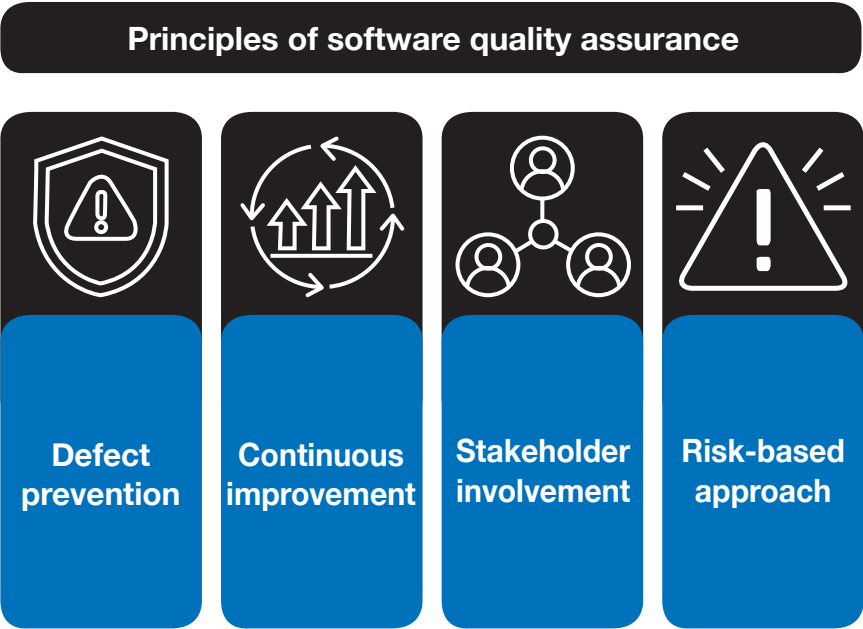 Principles of software quality assurance
Defect
prevention
Continuous
improvement
Stakeholder
involvement
Risk-based
approach